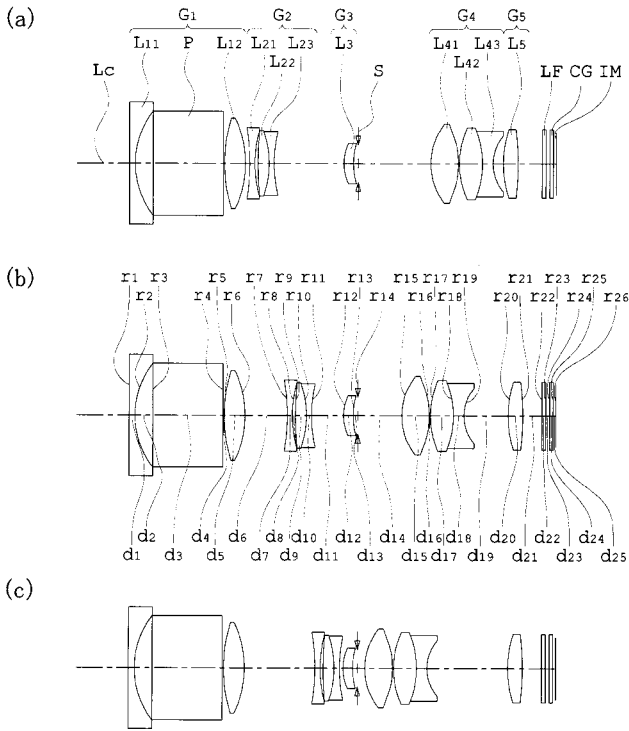 (a)
G1 G2 G3 G4 G5
L11 P L12 L21 L23 L3 L41 L43 L5
L22 S L42
Lc LF CG IM
(b)
r1 r3 r5 r7 r9 r11 r13 r15 r17 r19 r21 r23 r25
r2 r4 r6 r8 r10 r12 r14 r16 r18 r20 r22 r24 r26
d2 d4 d6 d8 d10 d12 d14 d16 d18 d20 d22 d24
d1 d3 d5 d7 d9 d11 d13 d15 d17 d19 d21 d23 d25
(c)